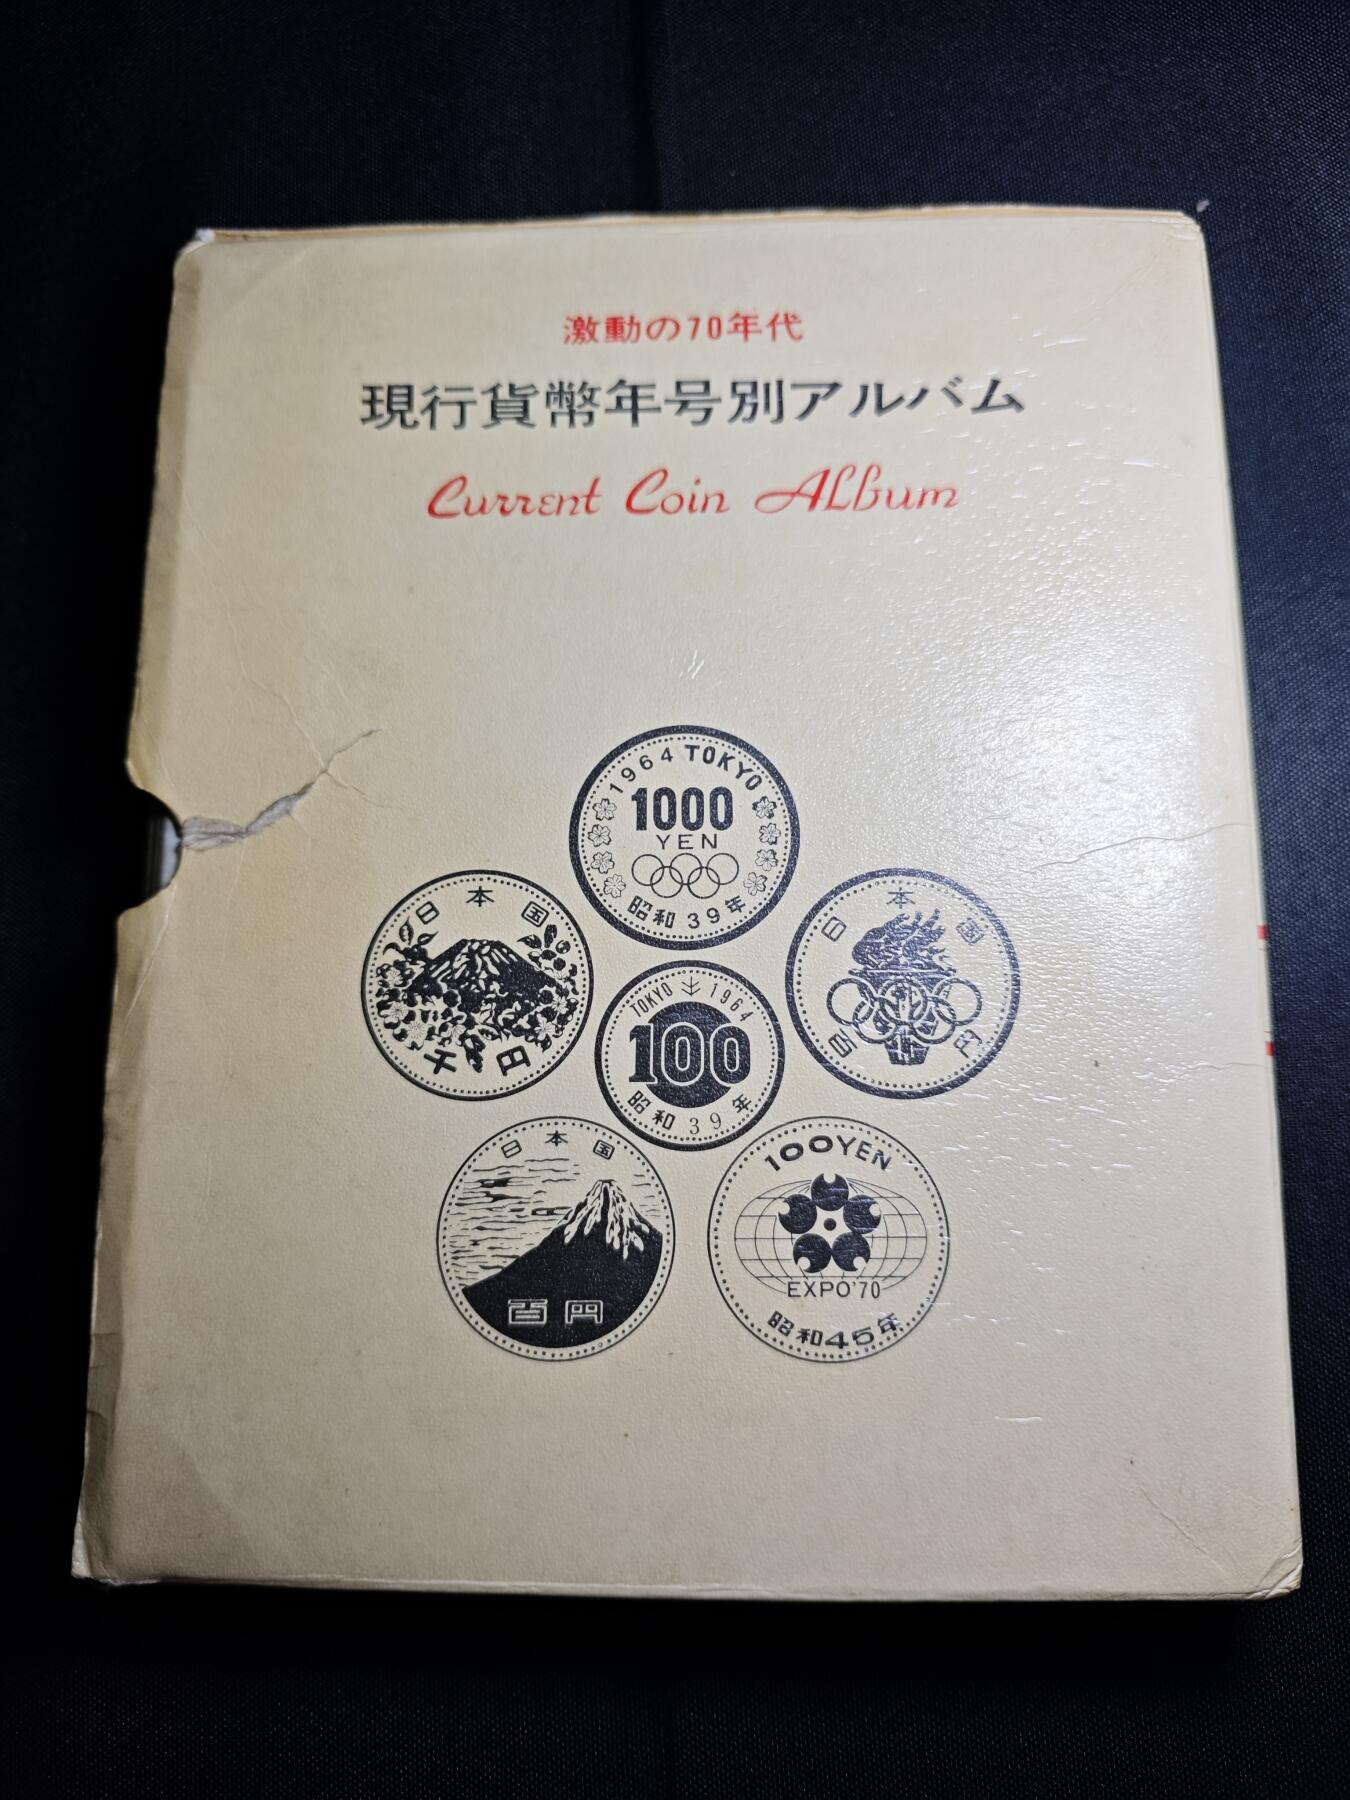 激動の70年代
現行貨幣年号別アルバム
Current Coin Album
1964 TOKYO
1000
YEN
昭和39年
日本国
千円
日本国
百円
TOKYO 1964
100
昭和39年
日本国
百円
100YEN
EXPO'70
昭和45年